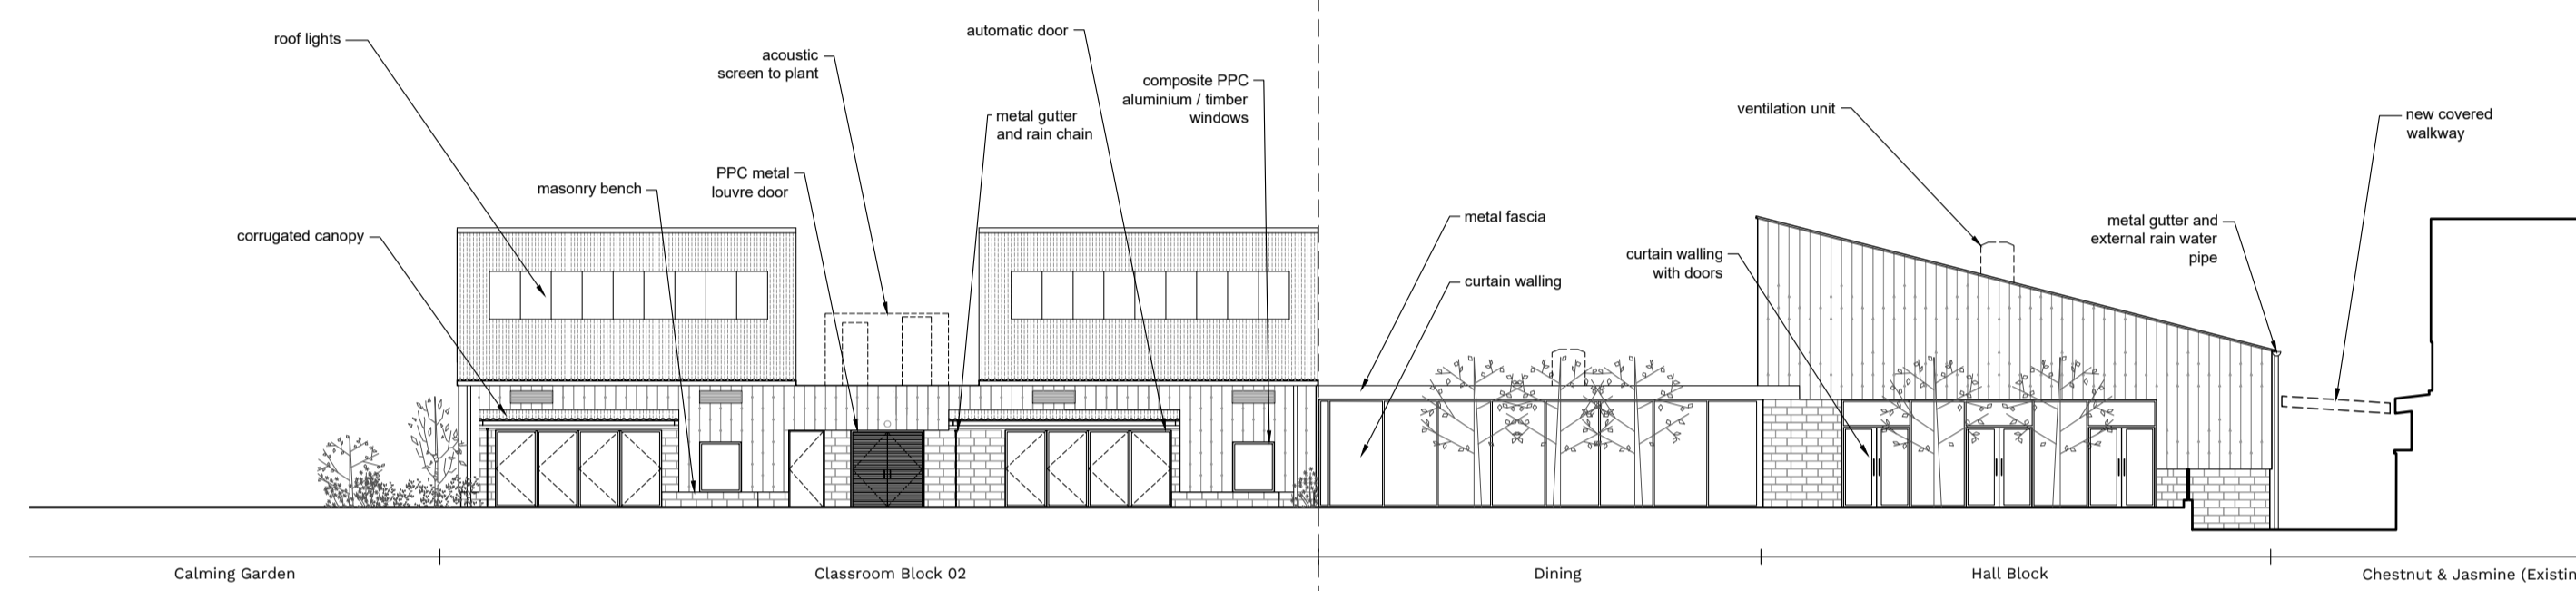 roof lights
acoustic
screen to plant
automatic door
composite PPC
aluminium / timber
windows
metal gutter
and rain chain
PPC metal
louvre door
masonry bench
corrugated canopy
ventilation unit
new covered
walkway
metal fascia
metal gutter and
external rain water
pipe
curtain walling
with doors
curtain walling
Calming Garden
Classroom Block 02
Dining
Hall Block
Chestnut & Jasmine (Existin